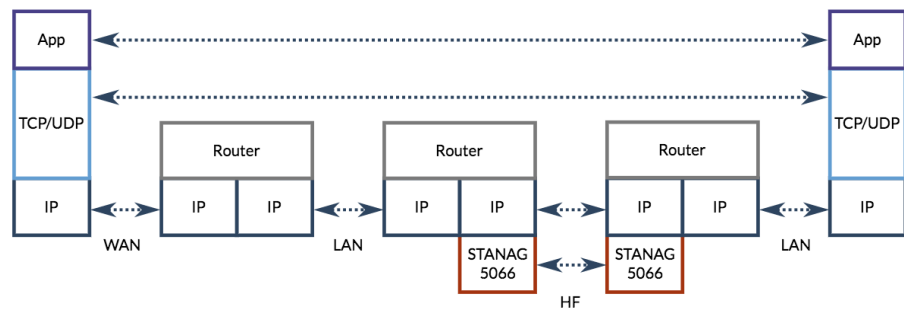 App
App
TCP/UDP
TCP/UDP
Router
Router
Router
IP
IP
IP
IP
IP
IP
IP
IP
WAN
LAN
LAN
STANAG
5066
STANAG
5066
HF